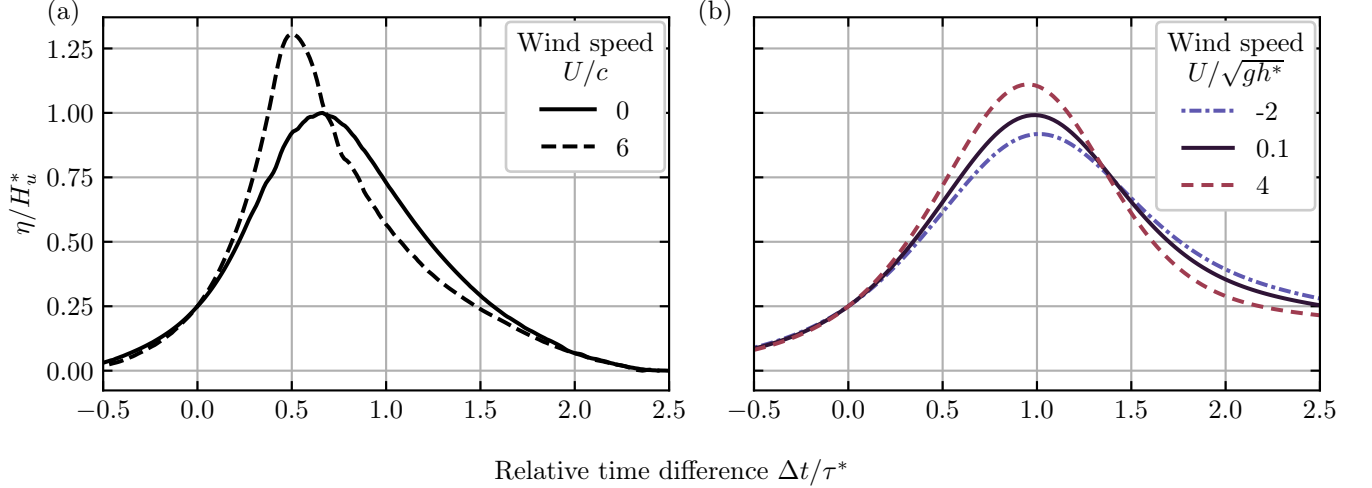 (a)
1.25
1.00
0.75
0.50
0.25
0.00
η/H*u
−0.5 0.0 0.5 1.0 1.5 2.0 2.5
Wind speed
U/c
0
6
(b)
−0.5 0.0 0.5 1.0 1.5 2.0 2.5
Wind speed
U/√gh*
-2
0.1
4
Relative time difference Δt/τ*